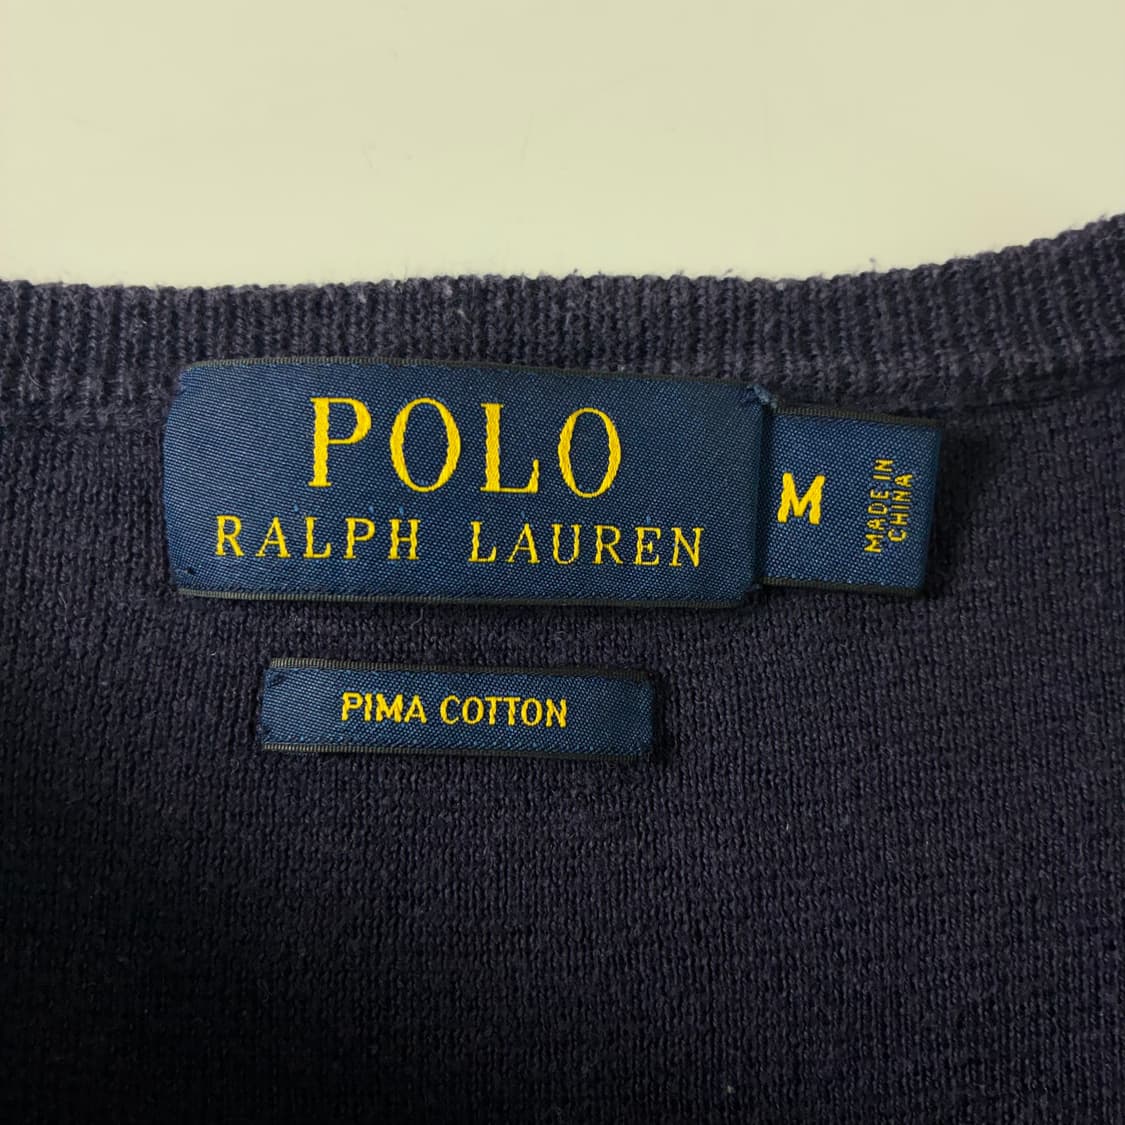 POLO
RALPH LAUREN
M
MADE IN
CHINA
PIMA COTTON